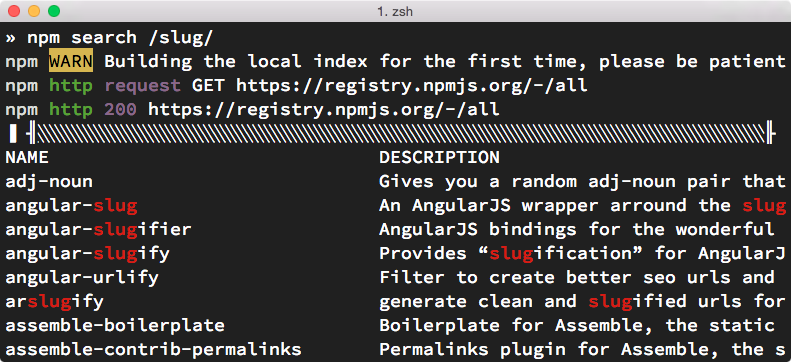 1. zsh
» npm search /slug/
npm WARN Building the local index for the first time, please be patient
npm http request GET https://registry.npmjs.org/-/all
npm http 200 https://registry.npmjs.org/-/all
NAME DESCRIPTION
adj-noun Gives you a random adj-noun pair that
angular-slug An AngularJS wrapper arround the slug
angular-slugifier AngularJS bindings for the wonderful
angular-slugify Provides “slugification” for AngularJ
angular-urlify Filter to create better seo urls and
arslugify generate clean and slugified urls for
assemble-boilerplate Boilerplate for Assemble, the static
assemble-contrib-permalinks Permalinks plugin for Assemble, the s